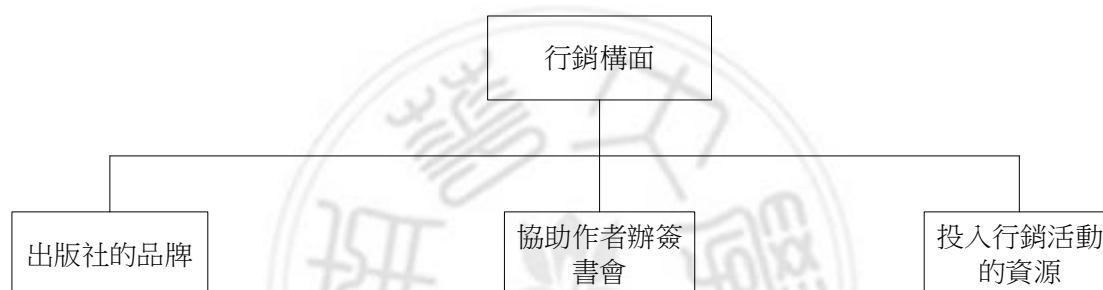 行銷構面
出版社的品牌
協助作者辦簽
書會
投入行銷活動
的資源